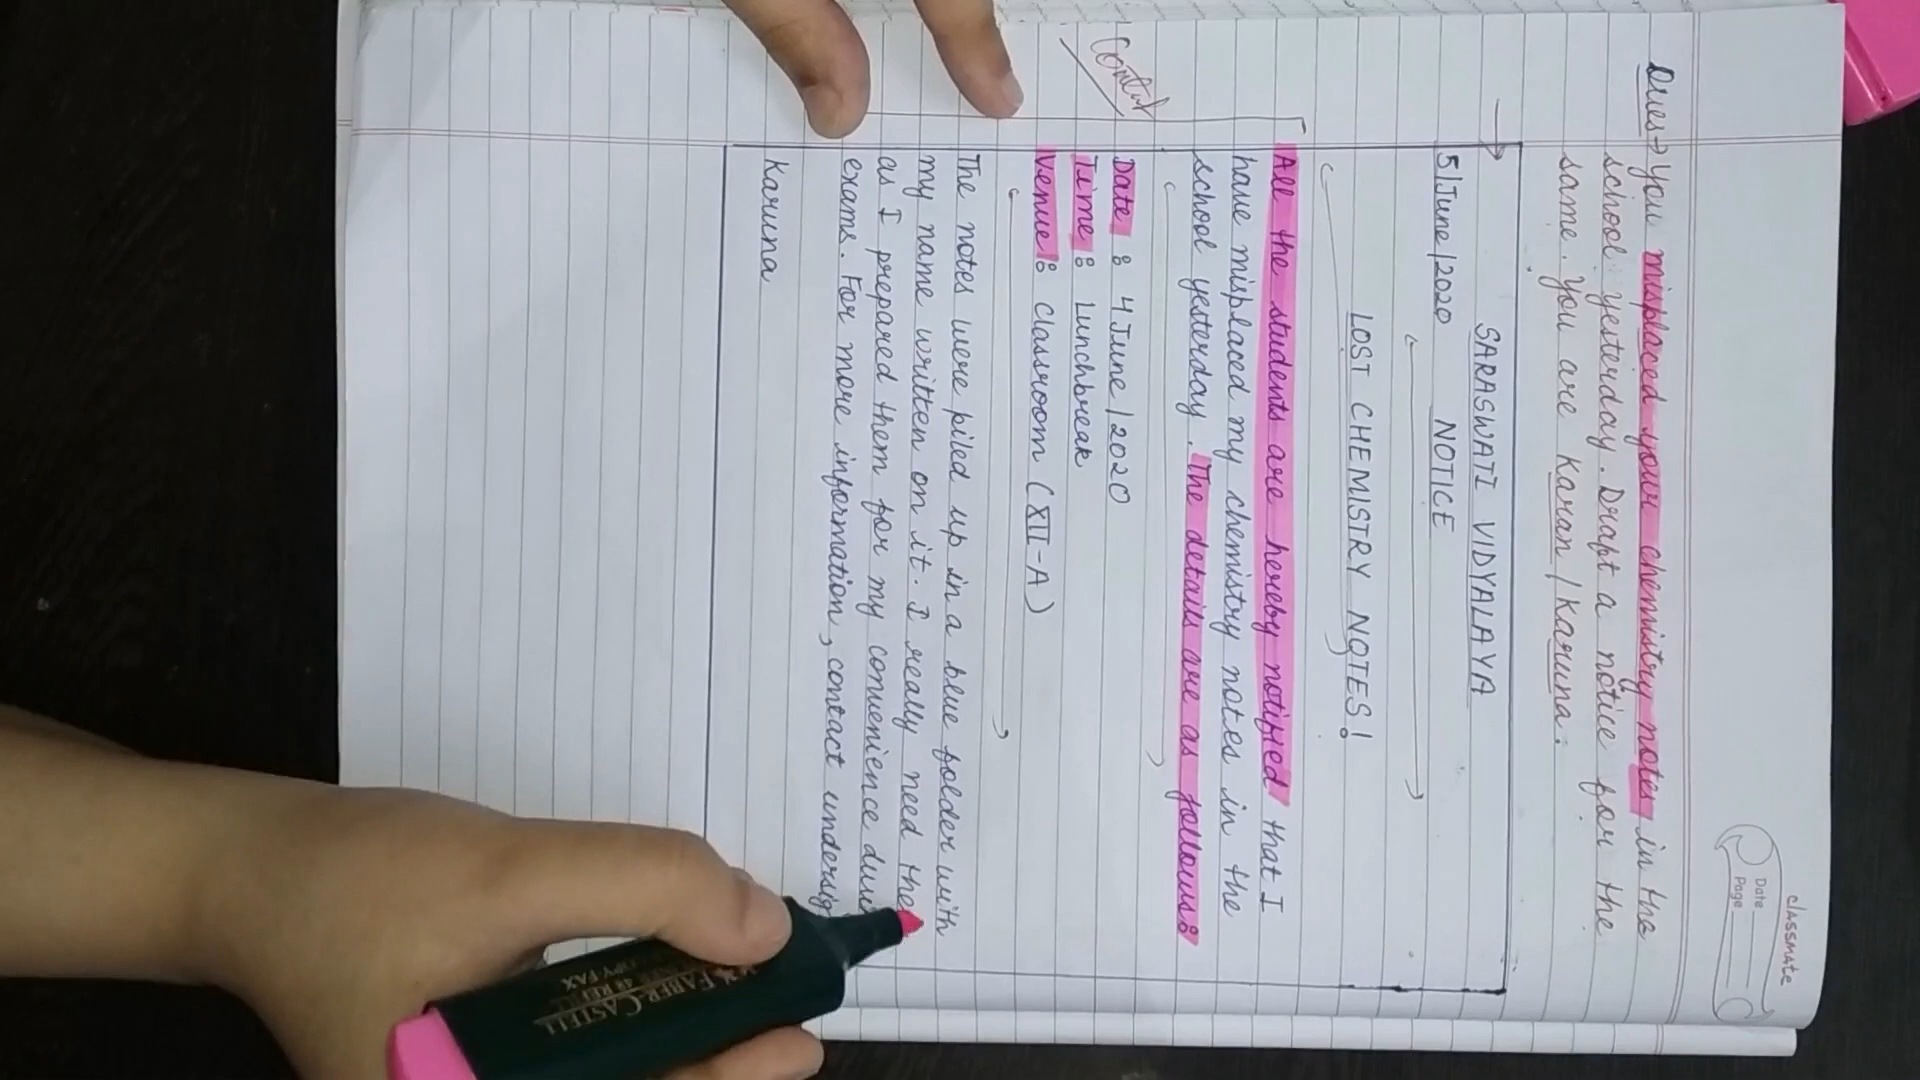 classmate
Date
Page
Ques→ You misplaced your chemistry notes in the
school yesterday. Draft a notice for the
same. You are Karan / Karuna.
SARASWATI VIDYALAYA
5/June/2020 NOTICE
LOST CHEMISTRY NOTES!
All the students are hereby notified that I
have misplaced my chemistry notes in the
school yesterday. The details are as follows:
Date : 4 June / 2020
Time : Lunchbreak
Venue : Classroom (XII-A)
The notes were piled up in a blue folder with
my name written on it. I really need the
as I prepared them for my convenience
exams. For more information, contact
Karuna
FABER-CASTELL